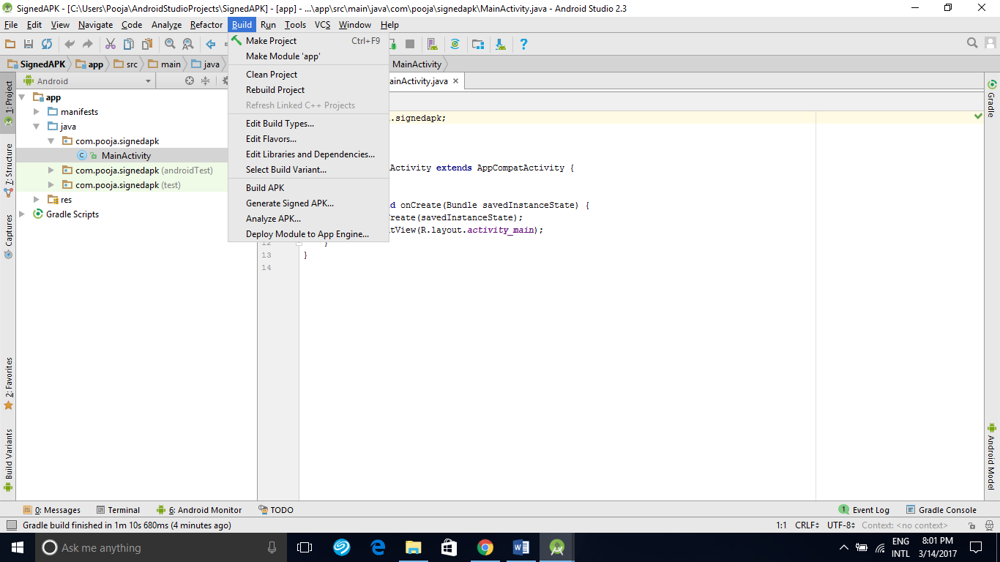 SignedAPK - [C:\Users\Pooja\AndroidStudioProjects\SignedAPK] - [app] - ...\app\src\main\java\com\pooja\signedapk\MainActivity.java - Android Studio 2.3
File Edit View Navigate Code Analyze Refactor Build Run Tools VCS Window Help
SignedAPK app src main java MainActivity
Make Project Ctrl+F9
Make Module 'app'
Clean Project
Rebuild Project
Refresh Linked C++ Projects
Edit Build Types...
Edit Flavors...
Edit Libraries and Dependencies...
Select Build Variant...
Build APK
Generate Signed APK...
Analyze APK...
Deploy Module to App Engine...
1: Project
7: Structure
Captures
2: Favorites
Build Variants
Android
app
manifests
java
com.pooja.signedapk
C MainActivity
com.pooja.signedapk (androidTest)
com.pooja.signedapk (test)
res
Gradle Scripts
ainActivity.java
.signedapk;
Activity extends AppCompatActivity {
d onCreate(Bundle savedInstanceState) {
Create(savedInstanceState);
tView(R.layout.activity_main);
12 }
13 }
14
Gradle
Android Model
0: Messages Terminal 6: Android Monitor TODO 1 Event Log Gradle Console
Gradle build finished in 1m 10s 680ms (4 minutes ago) 1:1 CRLF UTF-8 Context: <no context>
Ask me anything
ENG
INTL
8:01 PM
3/14/2017